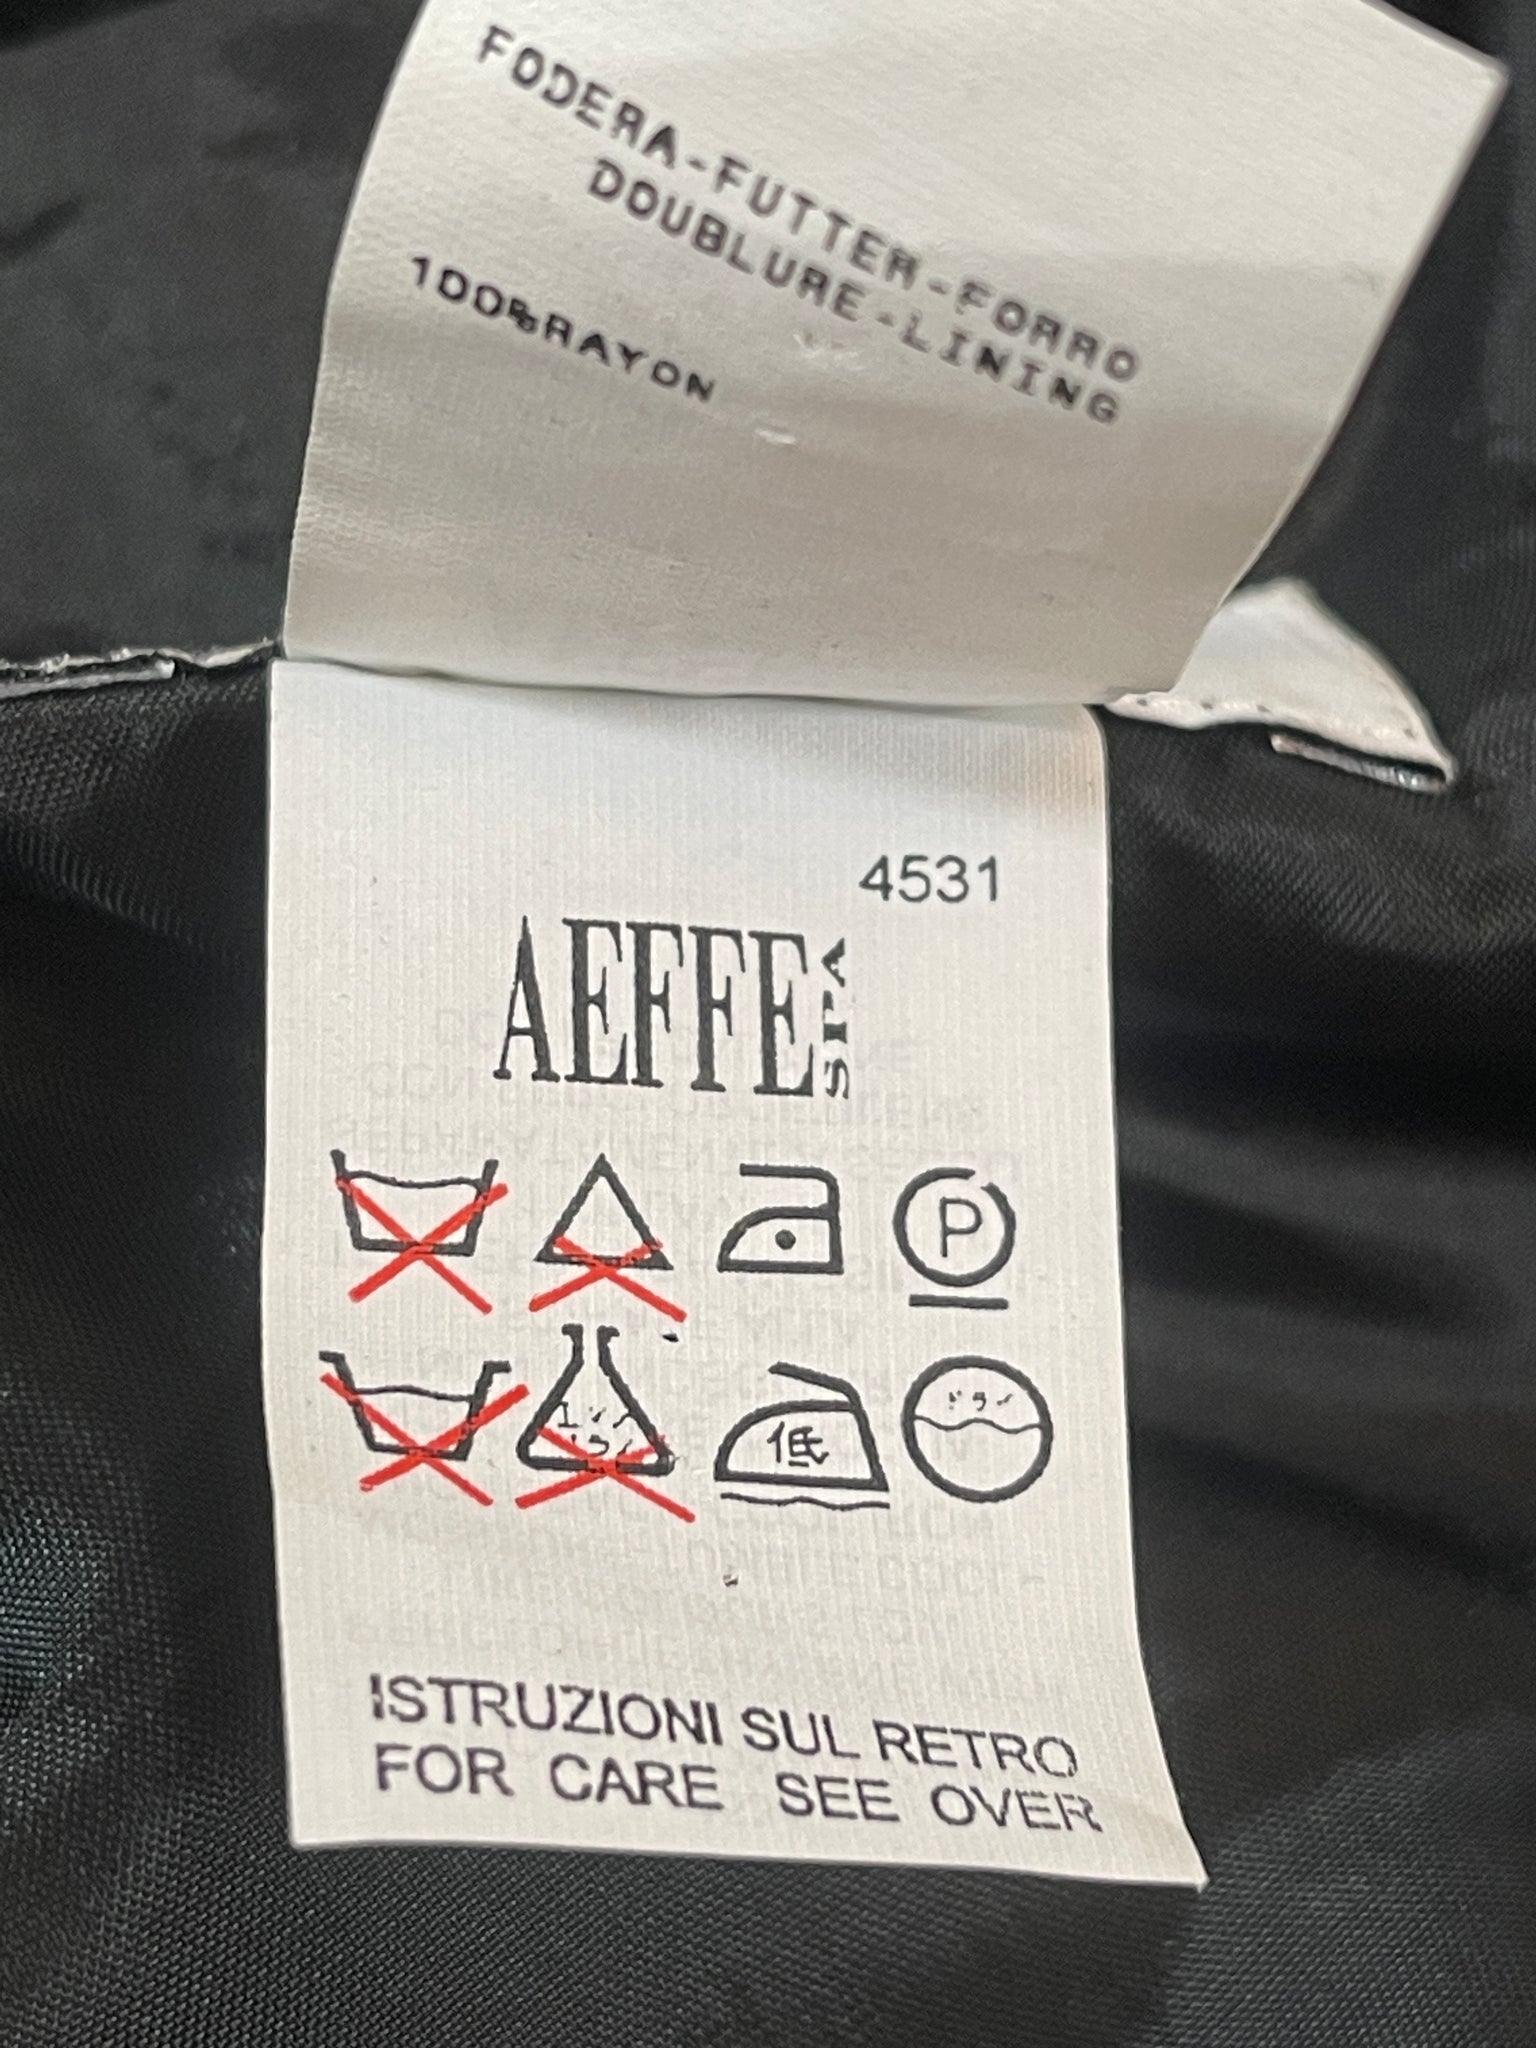 FODERA-FUTTER-FORRO
DOUBLURE-LINING
100%RAYON
4531
AEFFE SPA
P
低
ドライ
ISTRUZIONI SUL RETRO
FOR CARE SEE OVER